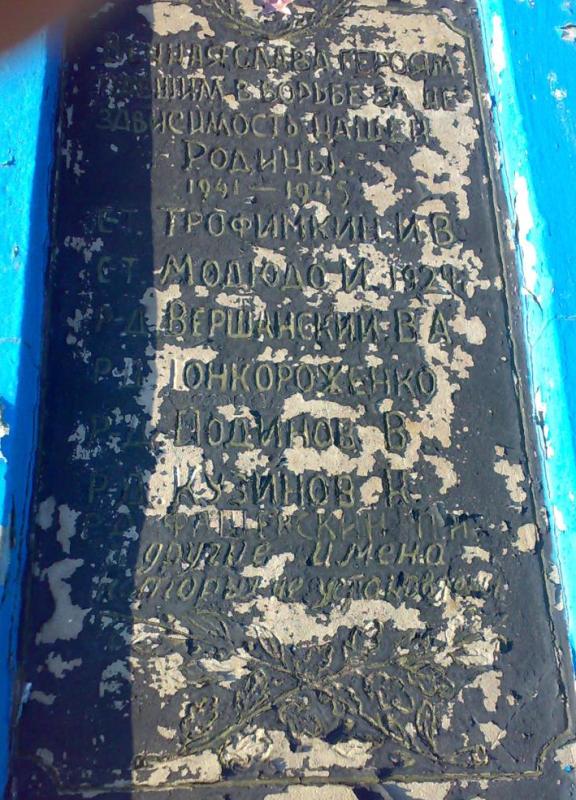 ВЕЧНАЯ СЛАВА ГЕРОЯМ
ПАВШИМ В БОРЬБЕ ЗА НЕ
ЗАВИСИМОСТЬ НАШЕЙ
РОДИНЫ
1941 — 1945
СТ. ТРОФИМКИН И В
СТ. МОДЮДО И. 1924
Р-Д. ВЕРШАНСКИЙ В А
Р-Д. ТОНКОРОЖЕНКО
Р-Д. ПОДИНОВ В
Р-Д. КУЗИНОВ К
Р-Д.
и другие имена
которых не установлены